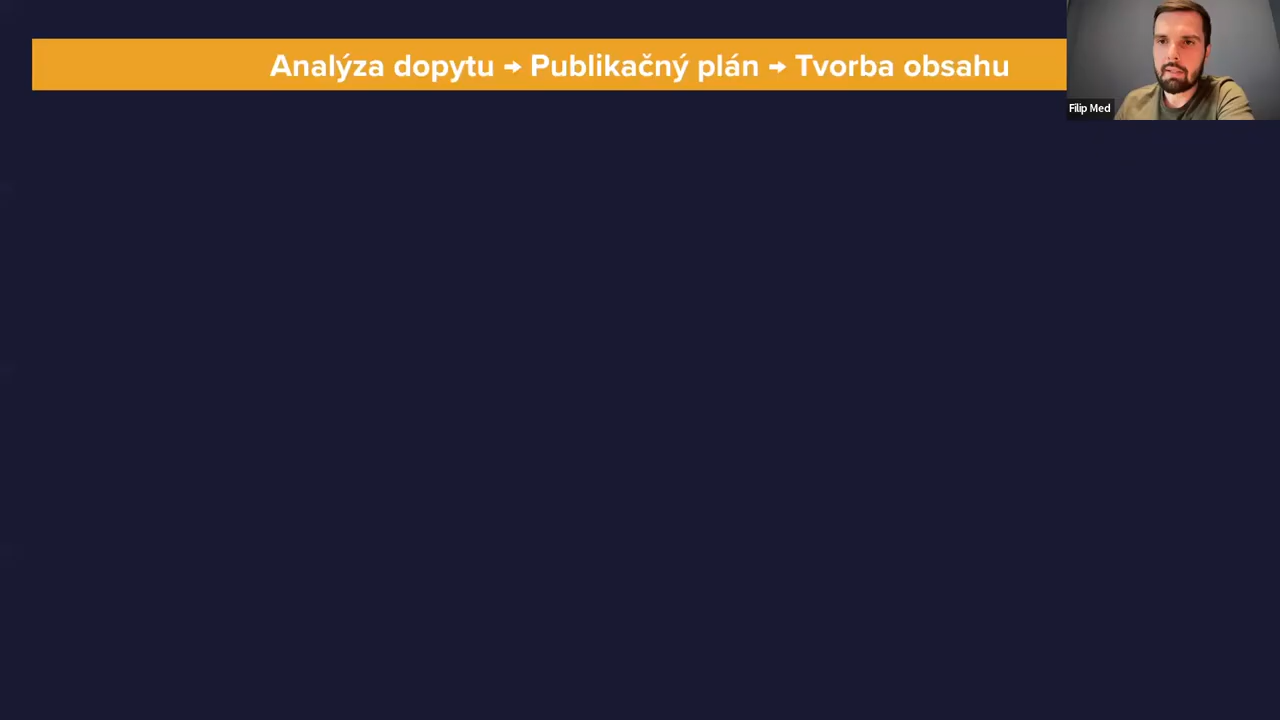 Analýza dopytu → Publikačný plán → Tvorba obsahu
Filip Med